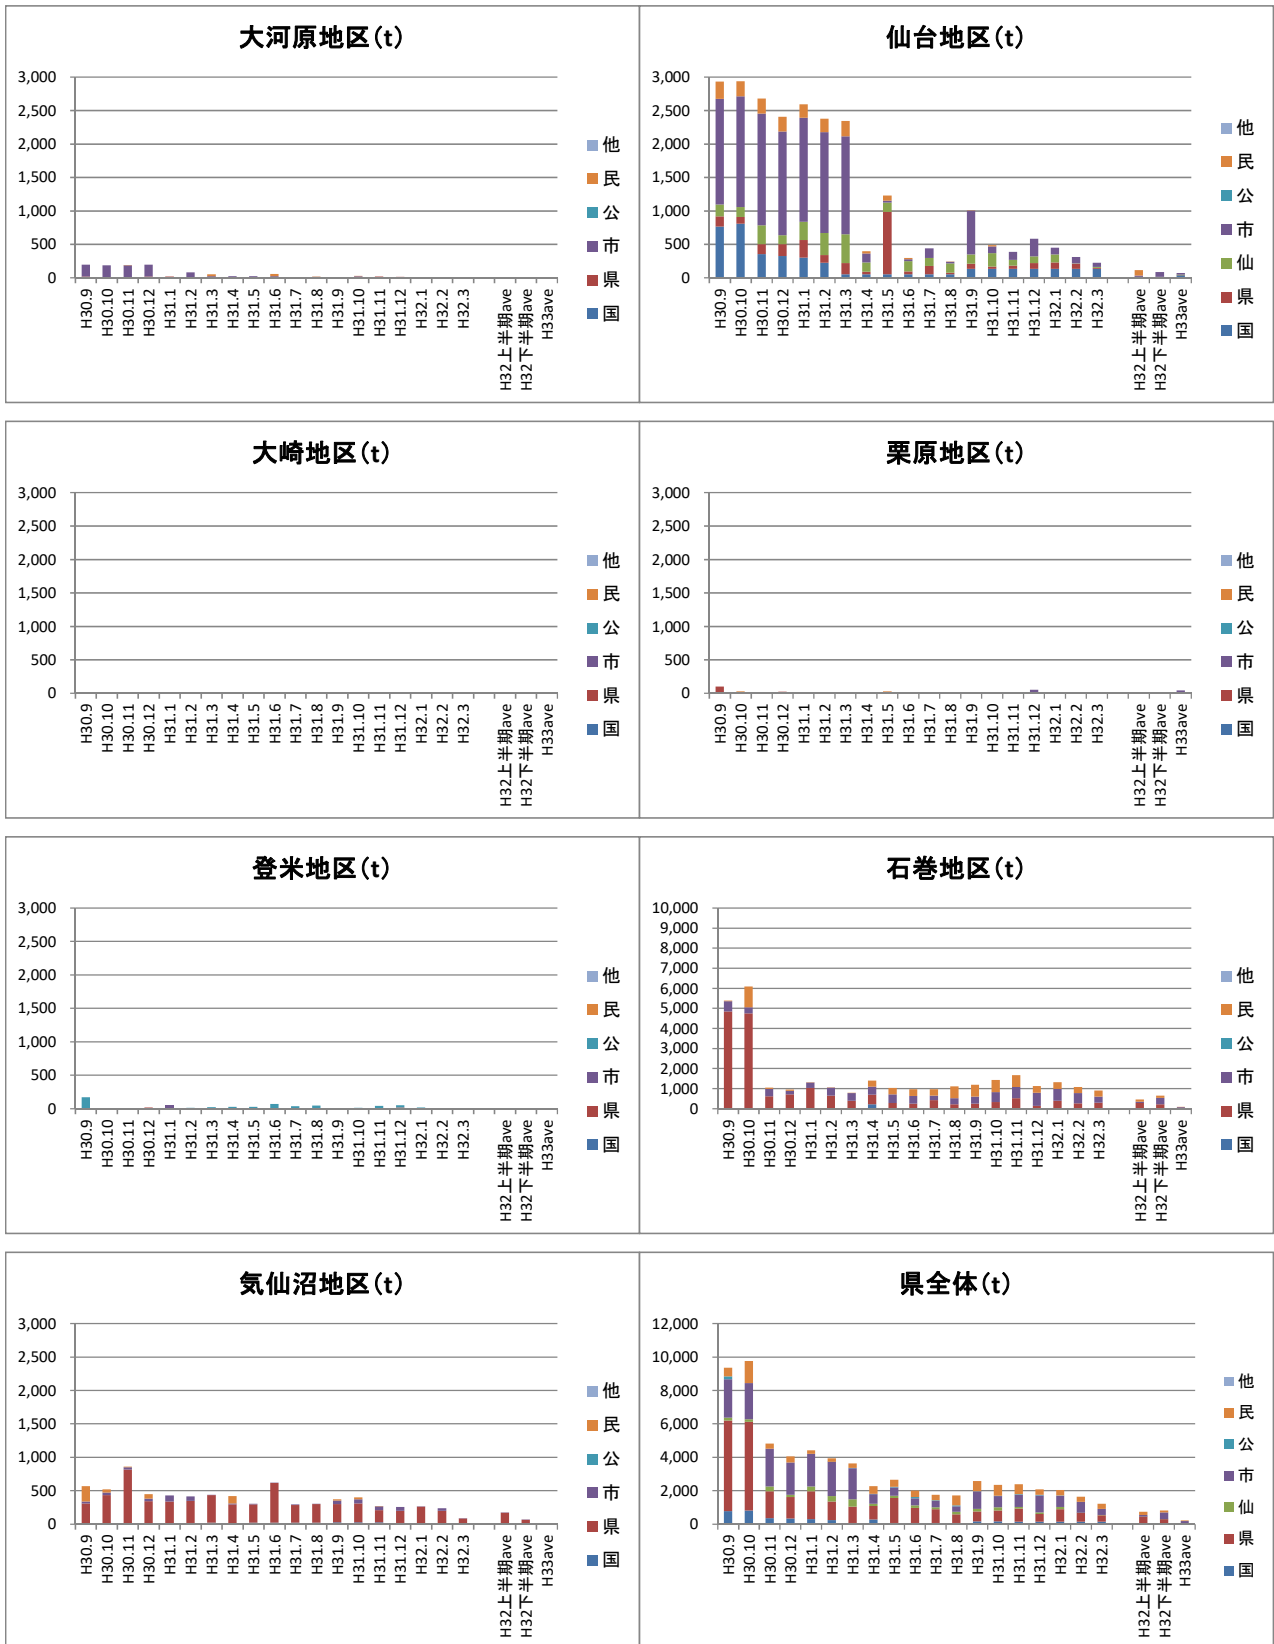 大河原地区(t)
3,000
2,500
2,000
1,500
1,000
500
0
H30.9
H30.10
H30.11
H30.12
H31.1
H31.2
H31.3
H31.4
H31.5
H31.6
H31.7
H31.8
H31.9
H31.10
H31.11
H31.12
H32.1
H32.2
H32.3
H32上半期ave
H32下半期ave
H33ave
他
民
公
市
県
国
仙台地区(t)
3,000
2,500
2,000
1,500
1,000
500
0
H30.9
H30.10
H30.11
H30.12
H31.1
H31.2
H31.3
H31.4
H31.5
H31.6
H31.7
H31.8
H31.9
H31.10
H31.11
H31.12
H32.1
H32.2
H32.3
H32上半期ave
H32下半期ave
H33ave
他
民
公
市
仙
県
国
大崎地区(t)
3,000
2,500
2,000
1,500
1,000
500
0
H30.9
H30.10
H30.11
H30.12
H31.1
H31.2
H31.3
H31.4
H31.5
H31.6
H31.7
H31.8
H31.9
H31.10
H31.11
H31.12
H32.1
H32.2
H32.3
H32上半期ave
H32下半期ave
H33ave
他
民
公
市
県
国
栗原地区(t)
3,000
2,500
2,000
1,500
1,000
500
0
H30.9
H30.10
H30.11
H30.12
H31.1
H31.2
H31.3
H31.4
H31.5
H31.6
H31.7
H31.8
H31.9
H31.10
H31.11
H31.12
H32.1
H32.2
H32.3
H32上半期ave
H32下半期ave
H33ave
他
民
公
市
県
国
登米地区(t)
3,000
2,500
2,000
1,500
1,000
500
0
H30.9
H30.10
H30.11
H30.12
H31.1
H31.2
H31.3
H31.4
H31.5
H31.6
H31.7
H31.8
H31.9
H31.10
H31.11
H31.12
H32.1
H32.2
H32.3
H32上半期ave
H32下半期ave
H33ave
他
民
公
市
県
国
石巻地区(t)
10,000
9,000
8,000
7,000
6,000
5,000
4,000
3,000
2,000
1,000
0
H30.9
H30.10
H30.11
H30.12
H31.1
H31.2
H31.3
H31.4
H31.5
H31.6
H31.7
H31.8
H31.9
H31.10
H31.11
H31.12
H32.1
H32.2
H32.3
H32上半期ave
H32下半期ave
H33ave
他
民
公
市
県
国
気仙沼地区(t)
3,000
2,500
2,000
1,500
1,000
500
0
H30.9
H30.10
H30.11
H30.12
H31.1
H31.2
H31.3
H31.4
H31.5
H31.6
H31.7
H31.8
H31.9
H31.10
H31.11
H31.12
H32.1
H32.2
H32.3
H32上半期ave
H32下半期ave
H33ave
他
民
公
市
県
国
県全体(t)
12,000
10,000
8,000
6,000
4,000
2,000
0
H30.9
H30.10
H30.11
H30.12
H31.1
H31.2
H31.3
H31.4
H31.5
H31.6
H31.7
H31.8
H31.9
H31.10
H31.11
H31.12
H32.1
H32.2
H32.3
H32上半期ave
H32下半期ave
H33ave
他
民
公
市
仙
県
国